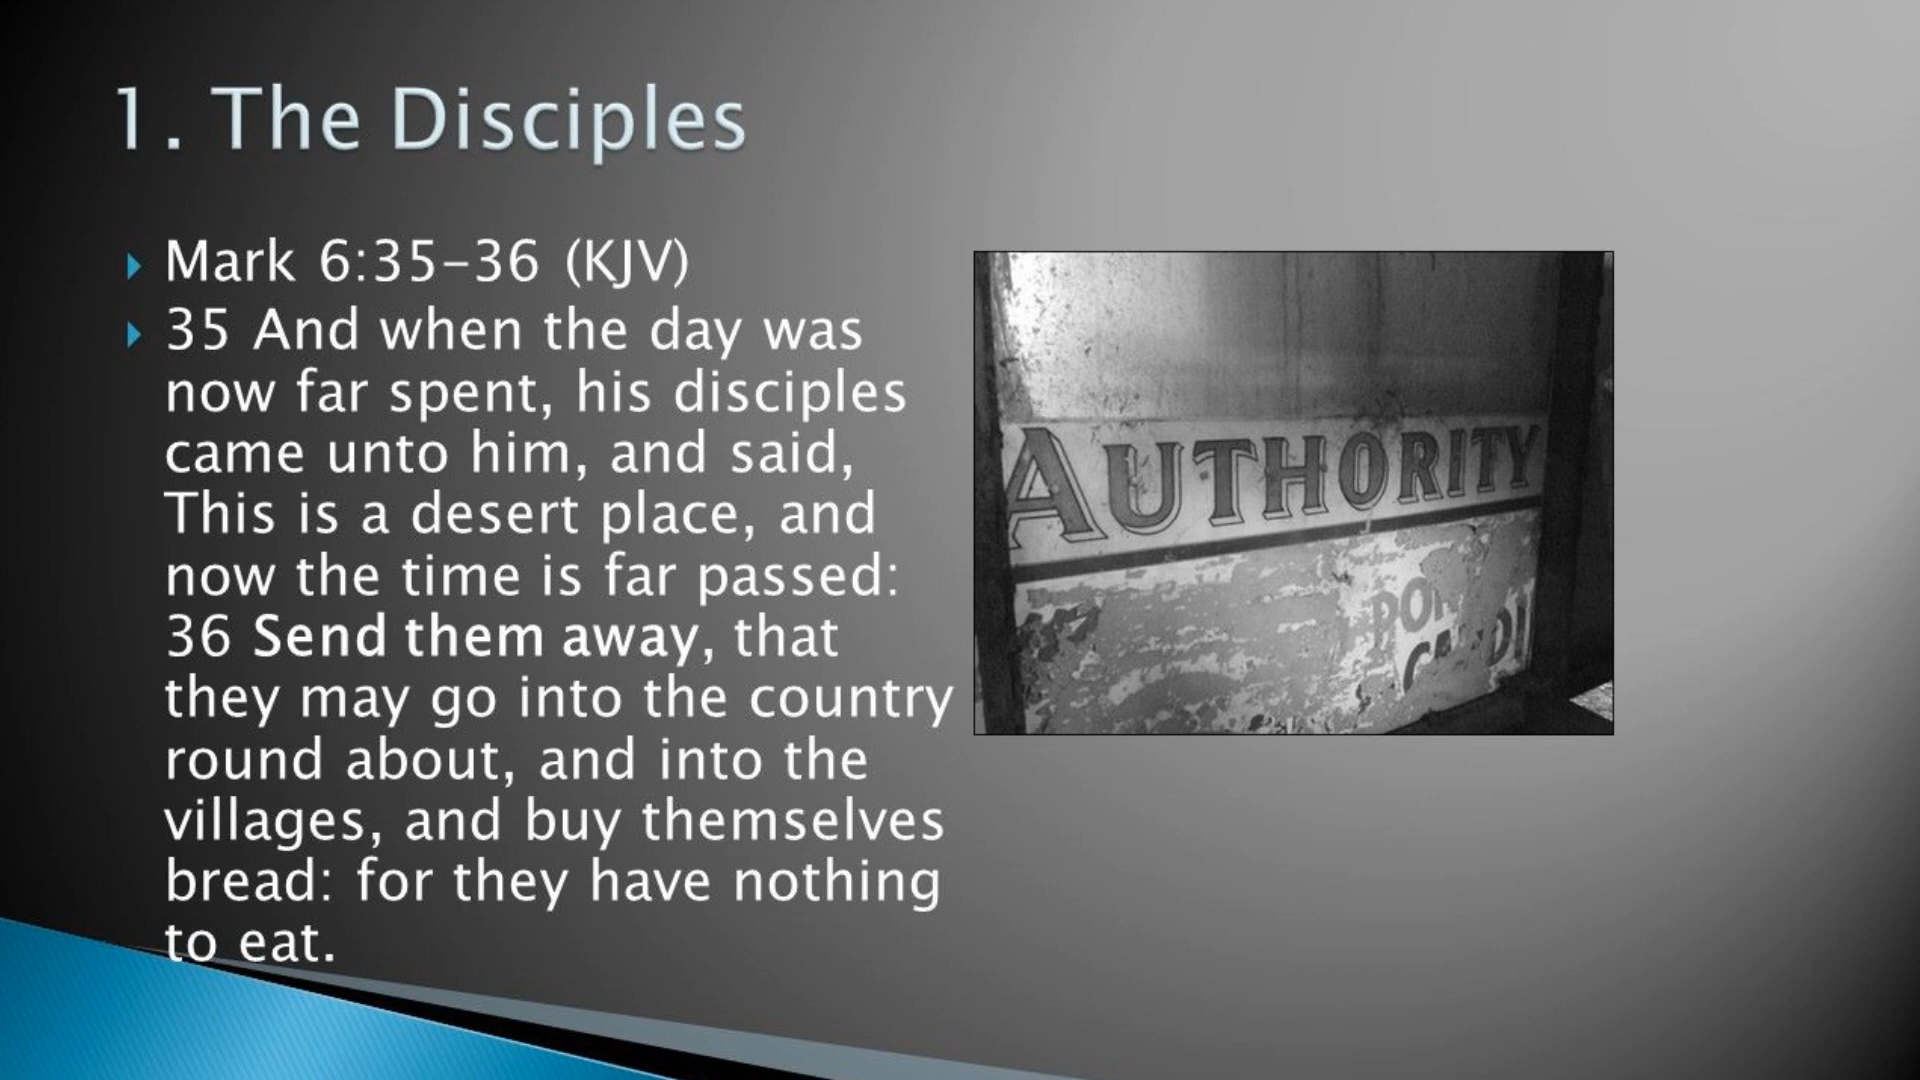 1. The Disciples
Mark 6:35-36 (KJV)
35 And when the day was
now far spent, his disciples
came unto him, and said,
This is a desert place, and
now the time is far passed:
36 Send them away, that
they may go into the country
round about, and into the
villages, and buy themselves
bread: for they have nothing
to eat.
AUTHORITY